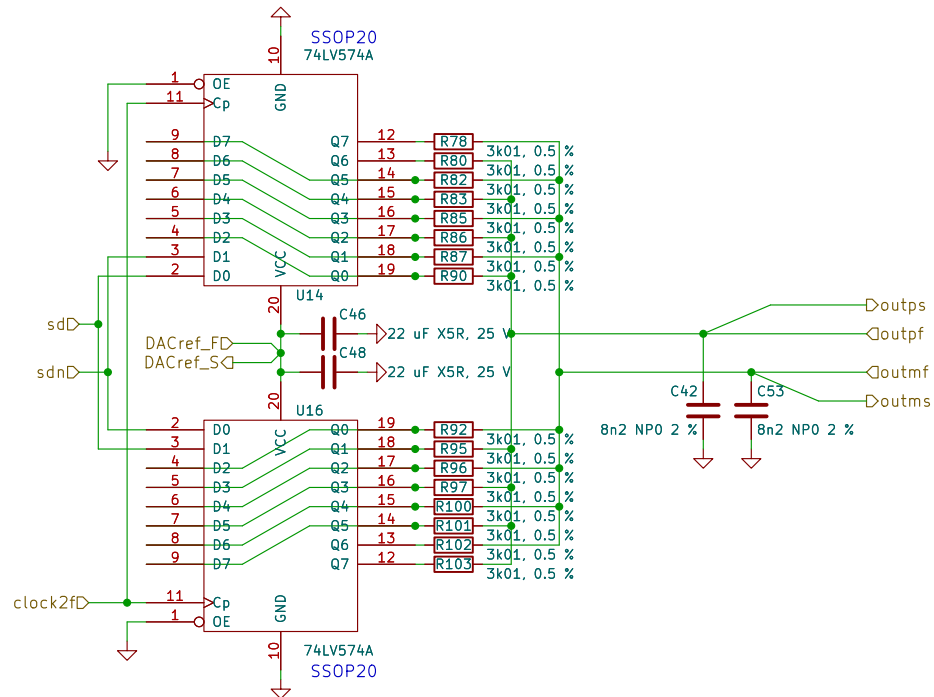 SSOP20
74LV574A
10
GND
1 OE
11 Cp
9 D7 Q7 12 R78 3k01, 0.5 %
8 D6 Q6 13 R80 3k01, 0.5 %
7 D5 Q5 14 R82 3k01, 0.5 %
6 D4 Q4 15 R83 3k01, 0.5 %
5 D3 Q3 16 R85 3k01, 0.5 %
4 D2 Q2 17 R86 3k01, 0.5 %
3 D1 Q1 18 R87 3k01, 0.5 %
2 D0 Q0 19 R90 3k01, 0.5 %
VCC
20
U14
C46
22 uF X5R, 25 V
sd
DACref_F
DACref_S
sdn
C48
22 uF X5R, 25 V
outps
outpf
outmf
outms
C42
8n2 NP0 2 %
C53
8n2 NP0 2 %
20
U16
VCC
2 D0 Q0 19 R92 3k01, 0.5 %
3 D1 Q1 18 R95 3k01, 0.5 %
4 D2 Q2 17 R96 3k01, 0.5 %
5 D3 Q3 16 R97 3k01, 0.5 %
6 D4 Q4 15 R100 3k01, 0.5 %
7 D5 Q5 14 R101 3k01, 0.5 %
8 D6 Q6 13 R102 3k01, 0.5 %
9 D7 Q7 12 R103 3k01, 0.5 %
clock2f
11 Cp
1 OE
GND
10
74LV574A
SSOP20